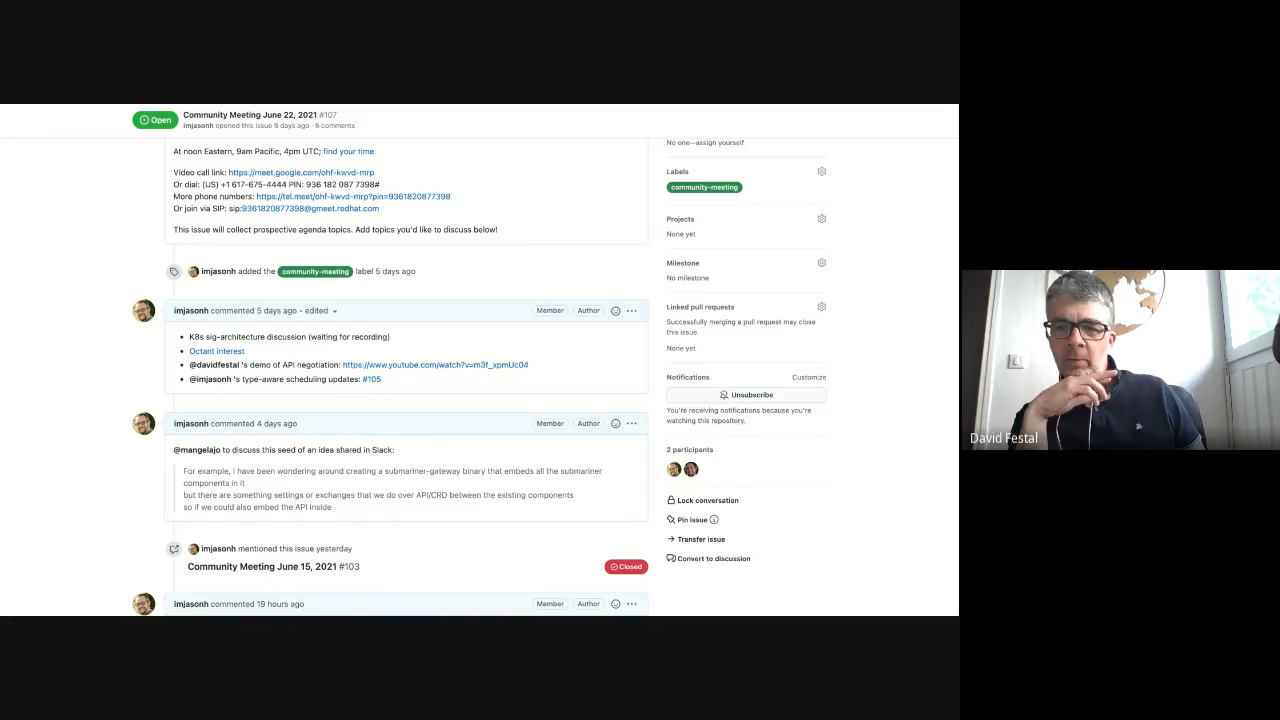 Open
Community Meeting June 22, 2021 #107
imjasonh opened this issue 5 days ago · 5 comments
At noon Eastern, 9am Pacific, 4pm UTC; find your time
Video call link: https://meet.google.com/ohf-kwvd-mrp
Or dial: (US) +1 617-675-4444 PIN: 936 182 087 7398#
More phone numbers: https://tel.meet/ohf-kwvd-mrp?pin=9361820877398
Or join via SIP: sip:9361820877398@gmeet.redhat.com
This issue will collect prospective agenda topics. Add topics you'd like to discuss below!
imjasonh added the community-meeting label 5 days ago
imjasonh commented 5 days ago • edited
Member Author
• K8s sig-architecture discussion (waiting for recording)
• Octant interest
• @davidfestal 's demo of API negotiation: https://www.youtube.com/watch?v=m3f_xpmUc04
• @imjasonh 's type-aware scheduling updates: #105
imjasonh commented 4 days ago
Member Author
@mangelajo to discuss this seed of an idea shared in Slack:
For example, I have been wondering around creating a submariner-gateway binary that embeds all the submariner
components in it
but there are something settings or exchanges that we do over API/CRD between the existing components
so if we could also embed the API inside
imjasonh mentioned this issue yesterday
Community Meeting June 15, 2021 #103
Closed
imjasonh commented 19 hours ago
Member Author
No one—assign yourself
Labels
community-meeting
Projects
None yet
Milestone
No milestone
Linked pull requests
Successfully merging a pull request may close
this issue.
None yet
Notifications
Customize
Unsubscribe
You're receiving notifications because you're
watching this repository.
2 participants
Lock conversation
Pin issue
Transfer issue
Convert to discussion
David Festal